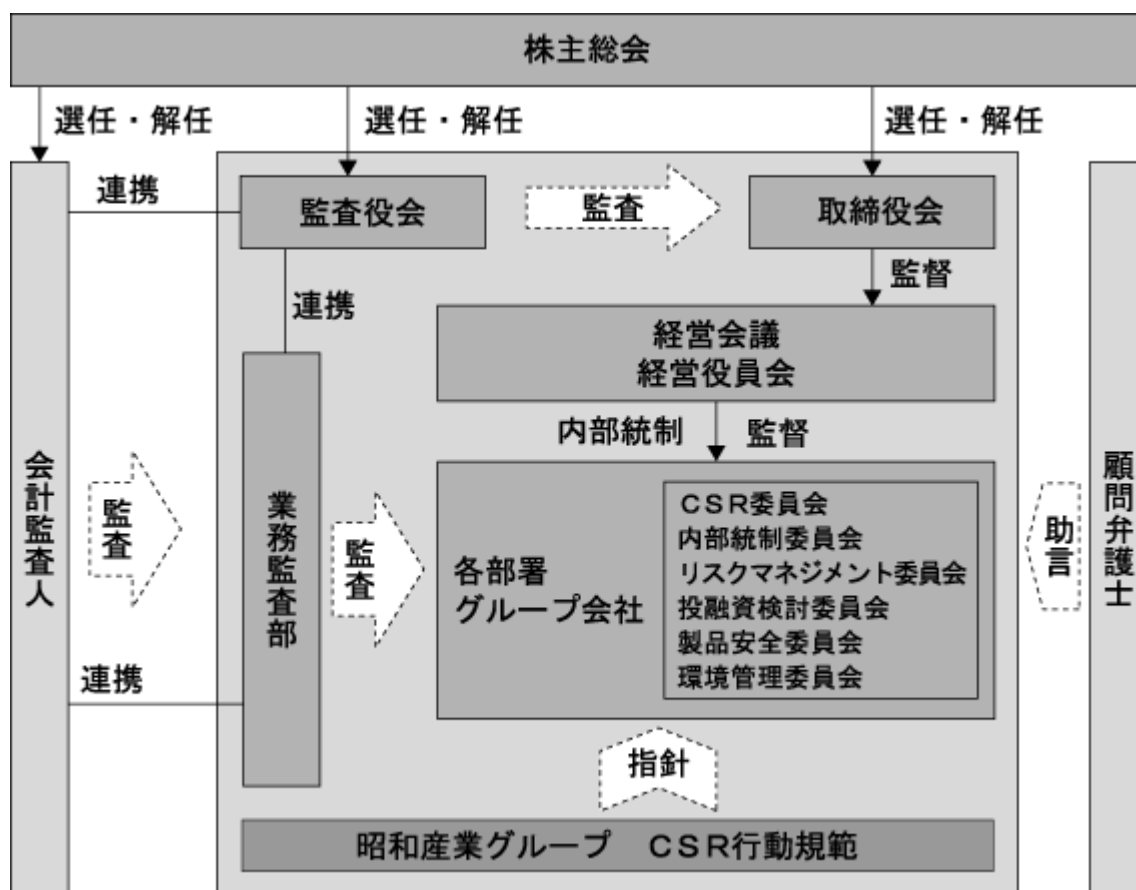 株主総会
選任・解任
選任・解任
選任・解任
連携
監査役会
監査
取締役会
監督
連携
経営会議
経営役員会
内部統制
監督
会計監査人
監査
業務監査部
監査
各部署
グループ会社
CSR委員会
内部統制委員会
リスクマネジメント委員会
投融資検討委員会
製品安全委員会
環境管理委員会
助言
顧問弁護士
連携
指針
昭和産業グループ　CSR行動規範